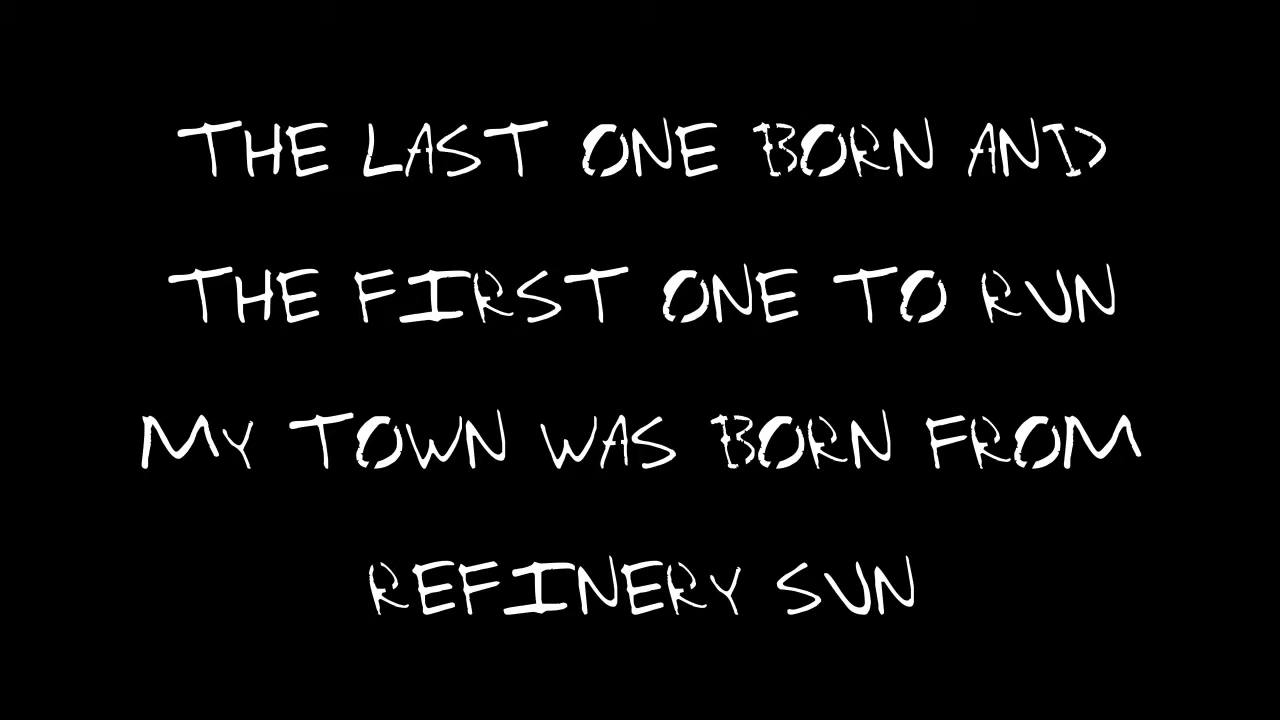 THE LAST ONE BORN AND
THE FIRST ONE TO RUN
MY TOWN WAS BORN FROM
REFINERY SUN